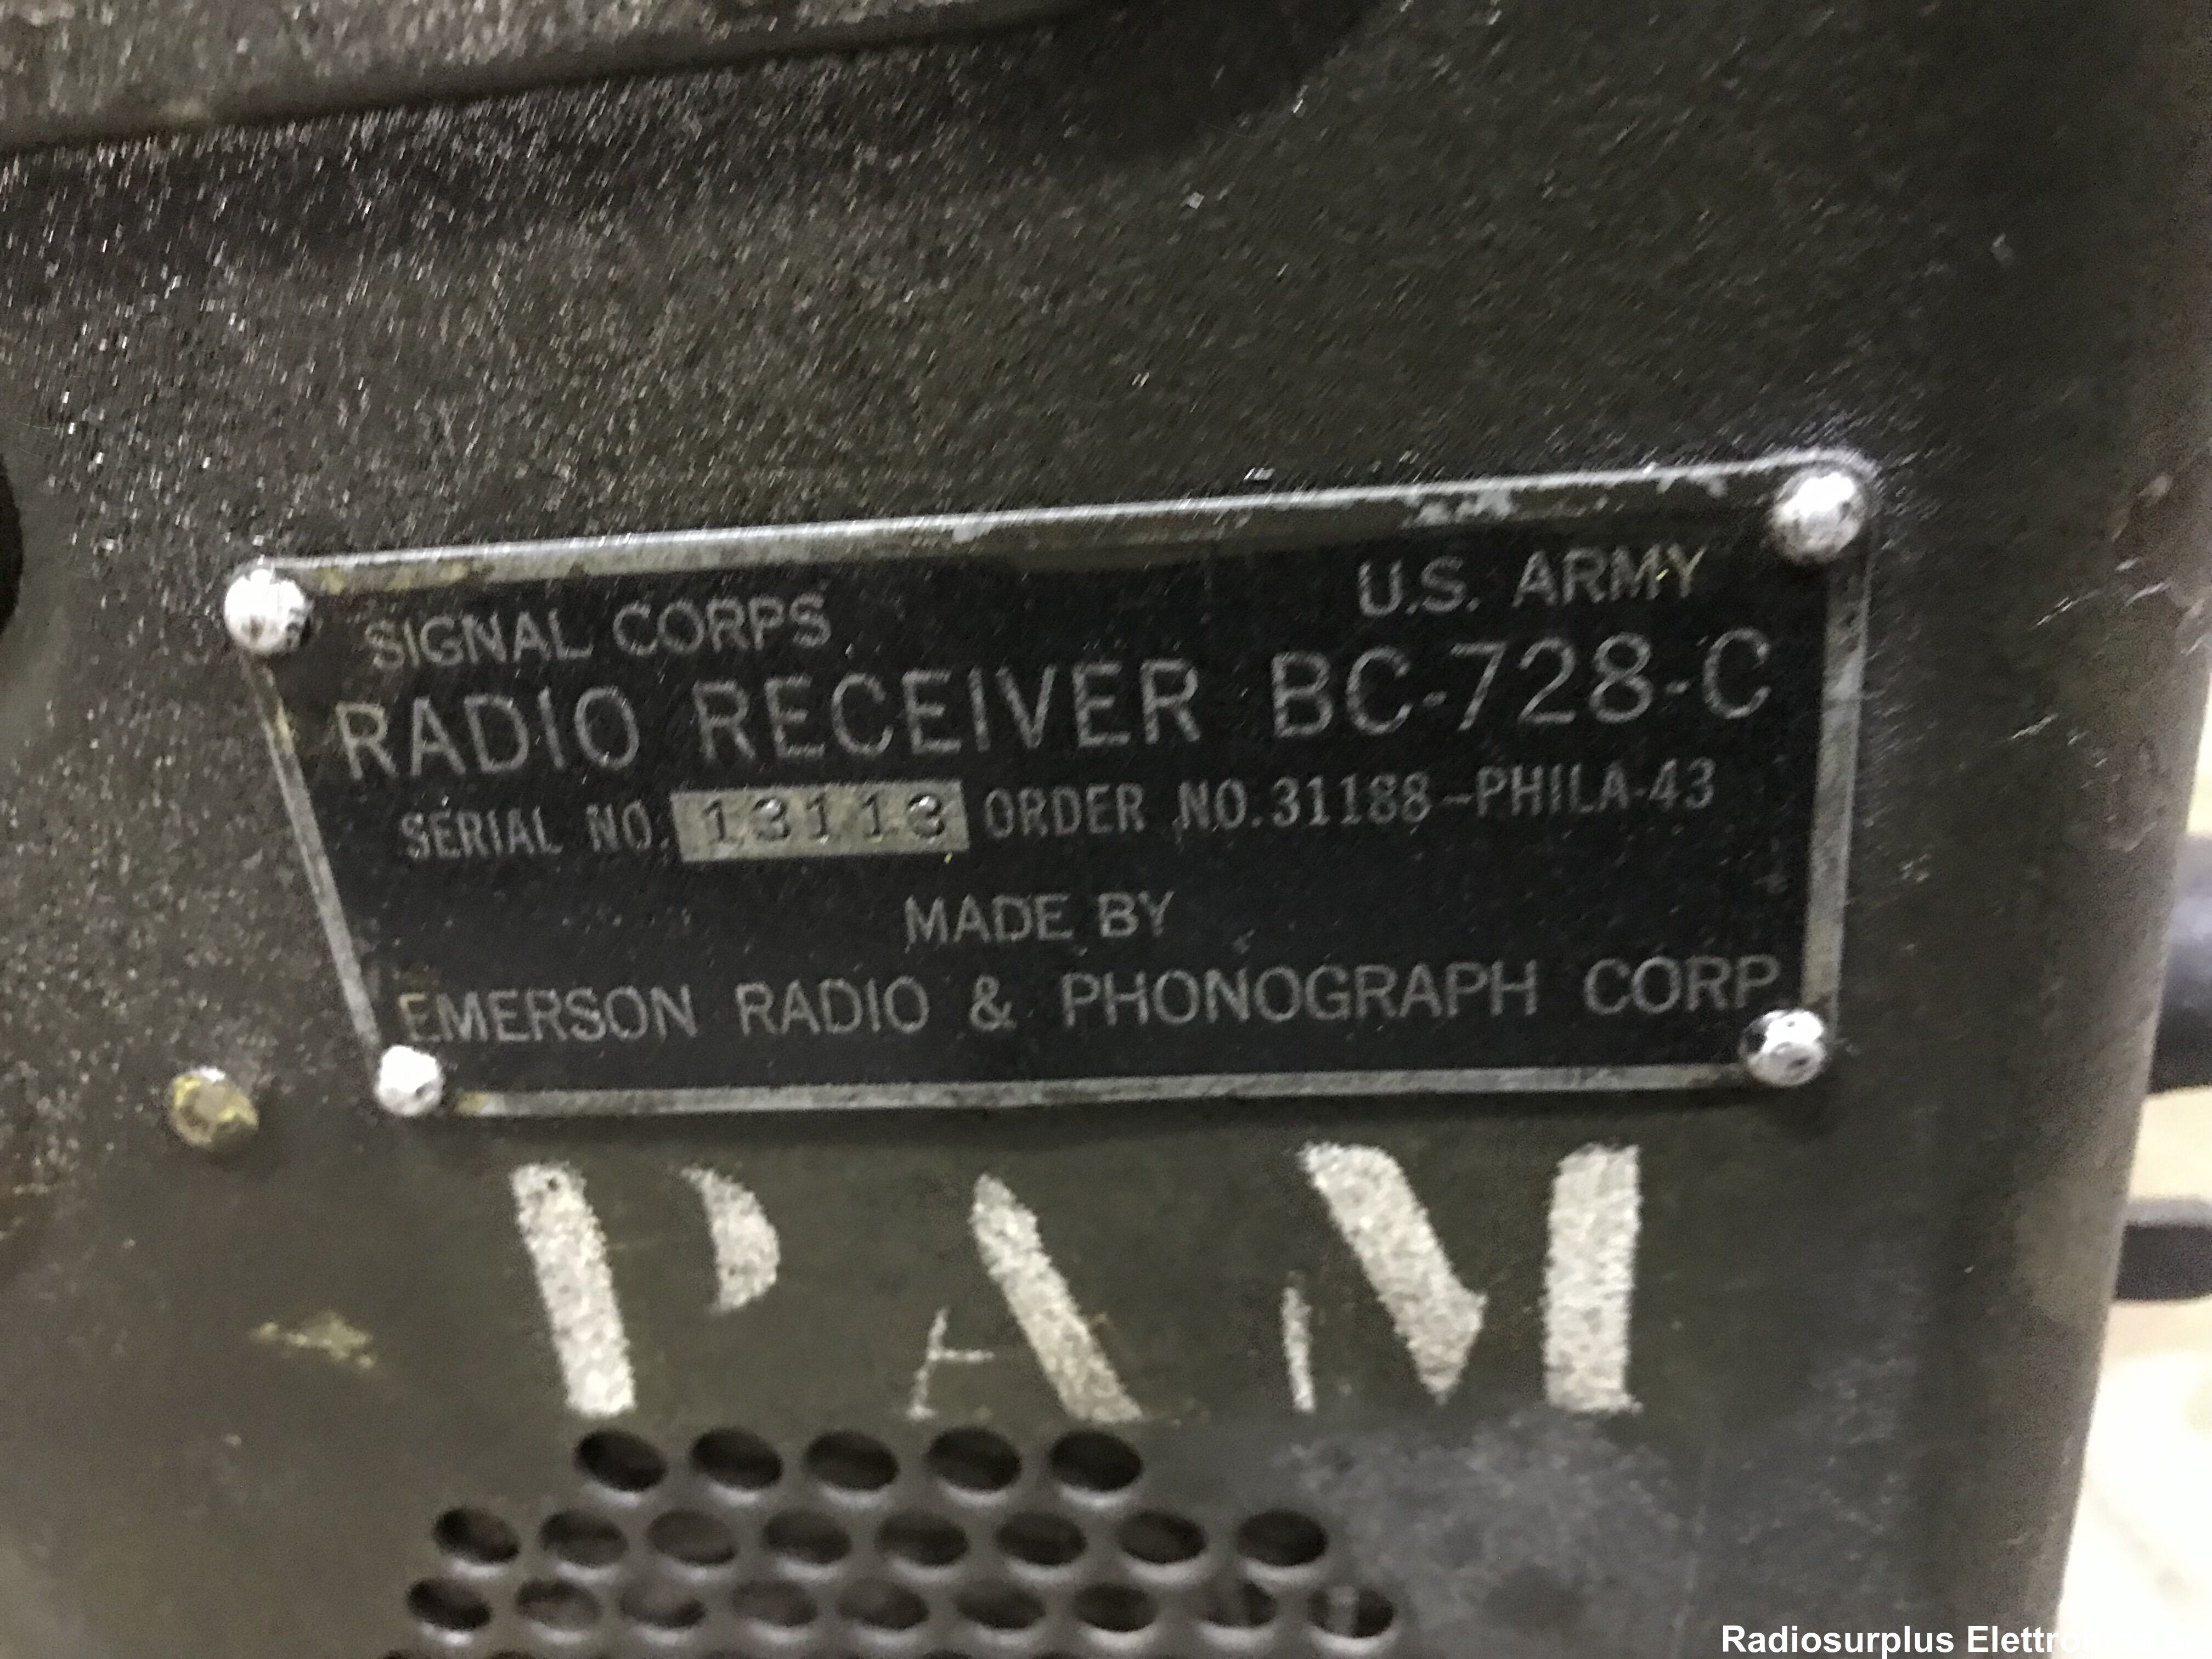 SIGNAL CORPS U.S. ARMY
RADIO RECEIVER BC-728-C
SERIAL NO. 13113 ORDER NO. 31188-PHILA-43
MADE BY
EMERSON RADIO & PHONOGRAPH CORP.
PAM
Radiosurplus